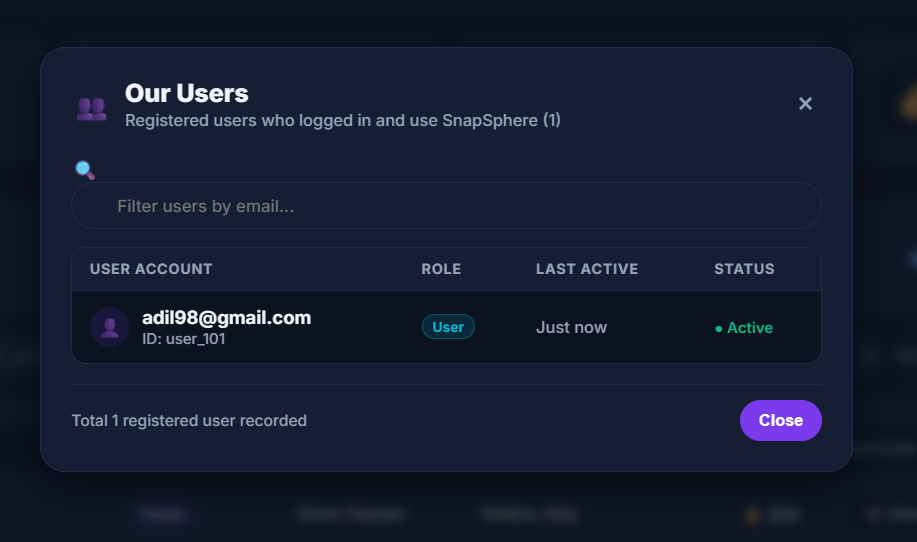 Our Users
Registered users who logged in and use SnapSphere (1)
×
Filter users by email...
USER ACCOUNT ROLE LAST ACTIVE STATUS
adil98@gmail.com User Just now ● Active
ID: user_101
Total 1 registered user recorded
Close